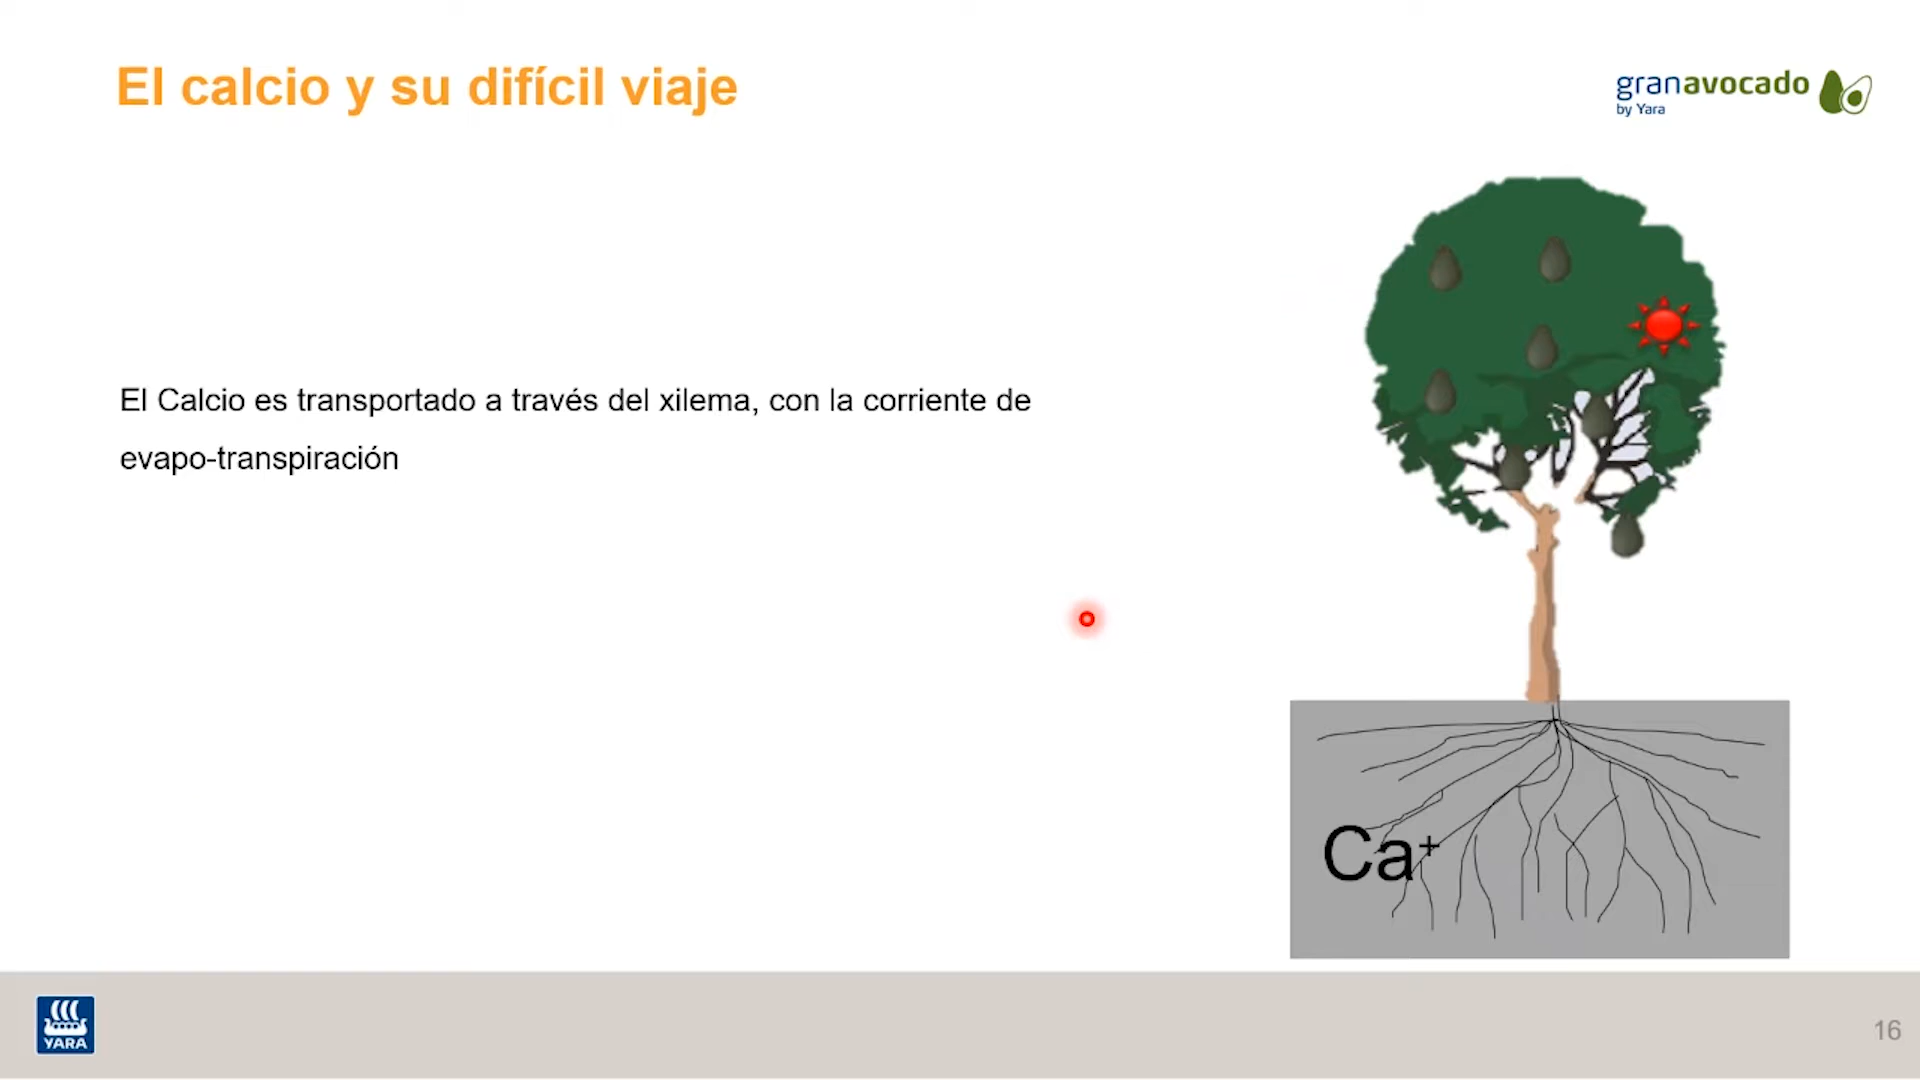 El calcio y su difícil viaje
granavocado
by Yara
El Calcio es transportado a través del xilema, con la corriente de
evapo-transpiración
Ca⁺
YARA
16